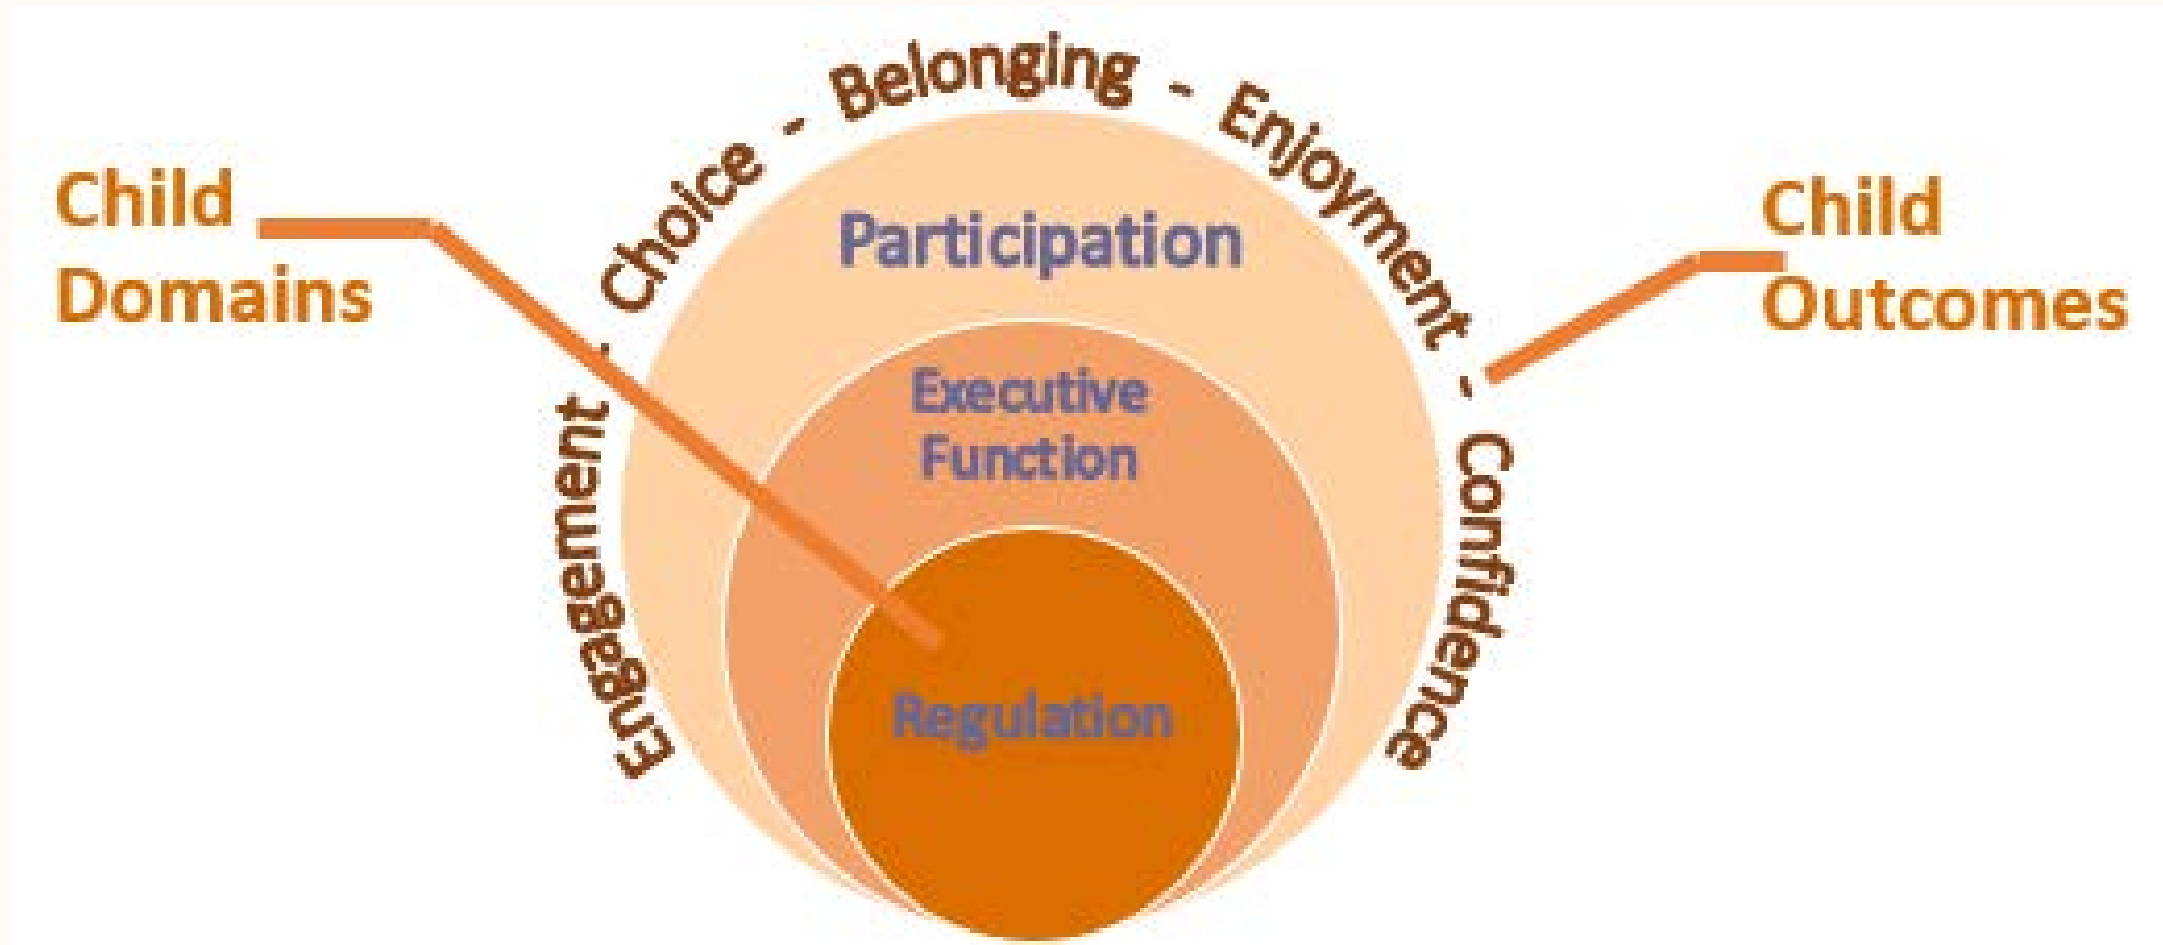 Engagement - Choice - Belonging - Enjoyment - Confidence
Child
Domains
Participation
Executive
Function
Regulation
Child
Outcomes